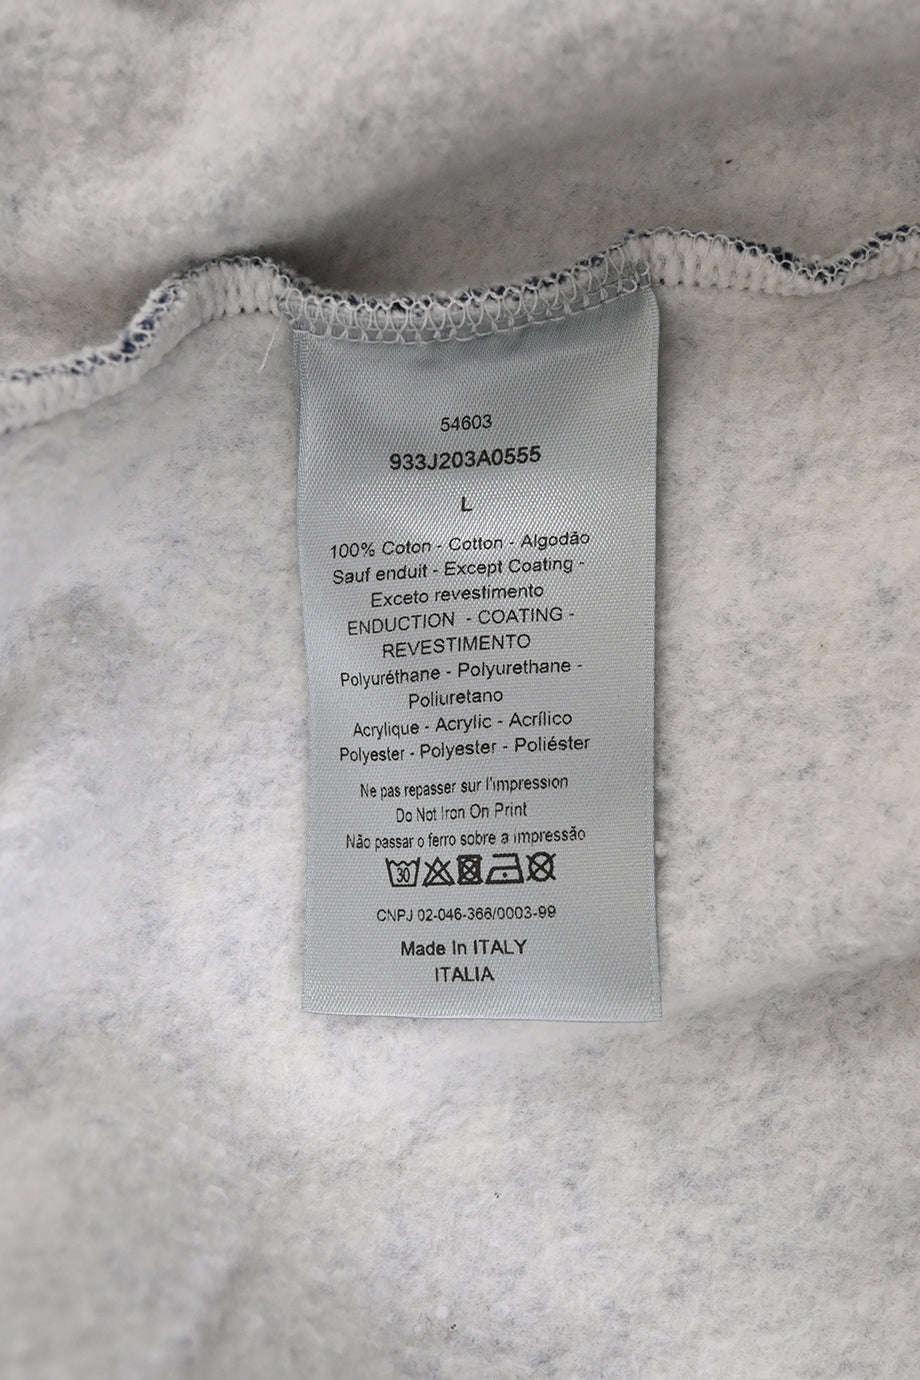 54603
933J203A0555
L
100% Coton - Cotton - Algodão
Sauf enduit - Except Coating -
Exceto revestimento
ENDUCTION - COATING -
REVESTIMENTO
Polyuréthane - Polyurethane -
Poliuretano
Acrylique - Acrylic - Acrílico
Polyester - Polyester - Poliéster
Ne pas repasser sur l'impression
Do Not Iron On Print
Não passar o ferro sobre a impressão
30
CNPJ 02-046-366/0003-99
Made In ITALY
ITALIA